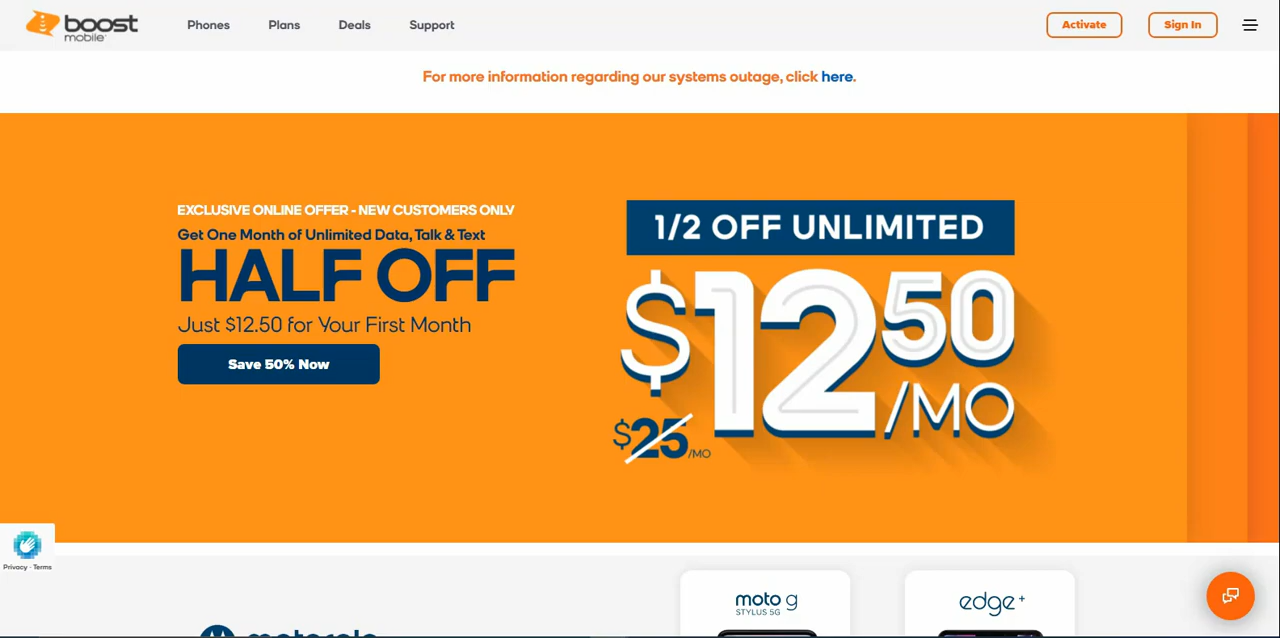 boost
mobile
Phones
Plans
Deals
Support
Activate
Sign In
For more information regarding our systems outage, click here.
EXCLUSIVE ONLINE OFFER - NEW CUSTOMERS ONLY
Get One Month of Unlimited Data, Talk & Text
HALF OFF
Just $12.50 for Your First Month
Save 50% Now
1/2 OFF UNLIMITED
$12 50 /MO
$25 /MO
Privacy - Terms
moto g
STYLUS 5G
edge+
motorola